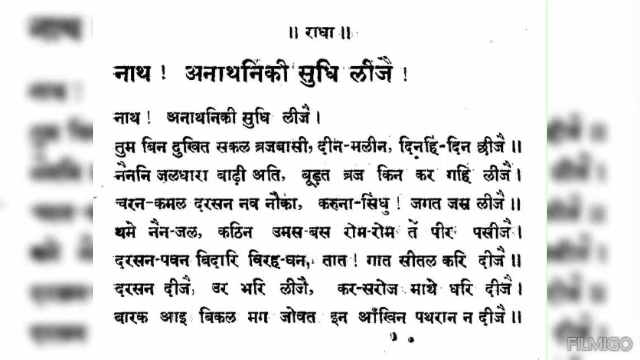 ॥ राधा ॥
नाथ ! अनाथनिकी सुधि लीजै !
नाथ ! अनाथनिकी सुधि लीजै ।
तुम बिन दुखित सकल ब्रजबासी, दीन-मलीन, दिनहिं-दिन छीजै ॥
नैननि जलधारा बाढ़ी अति, बूड़त ब्रज किन कर गहि लीजै ।
चरन-कमल दरसन नव नौका, करुना-सिंधु ! जगत जस लीजै ॥
थमे नैन-जल, कठिन उमस-बस रोम-रोम तें पीर पसीजै ।
दरसन-पवन बिदारि बिरह-घन, तात ! गात सीतल करि दीजै ॥
दरसन दीजै, उर भरि लीजै, कर-सरोज माथे धरि दीजै ।
बारक आइ बिकल मग जोवत इन आँखिन पथरान न दीजै ॥
FILMIGO